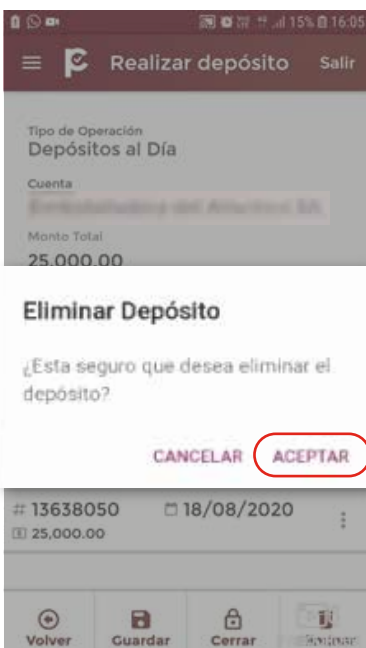 15% 16:05
Realizar depósito Salir
Tipo de Operación
Depósitos al Día
Cuenta
Monto Total
25,000.00
Eliminar Depósito
¿Esta seguro que desea eliminar el
depósito?
CANCELAR ACEPTAR
# 13638050 18/08/2020
25,000.00
Volver Guardar Cerrar